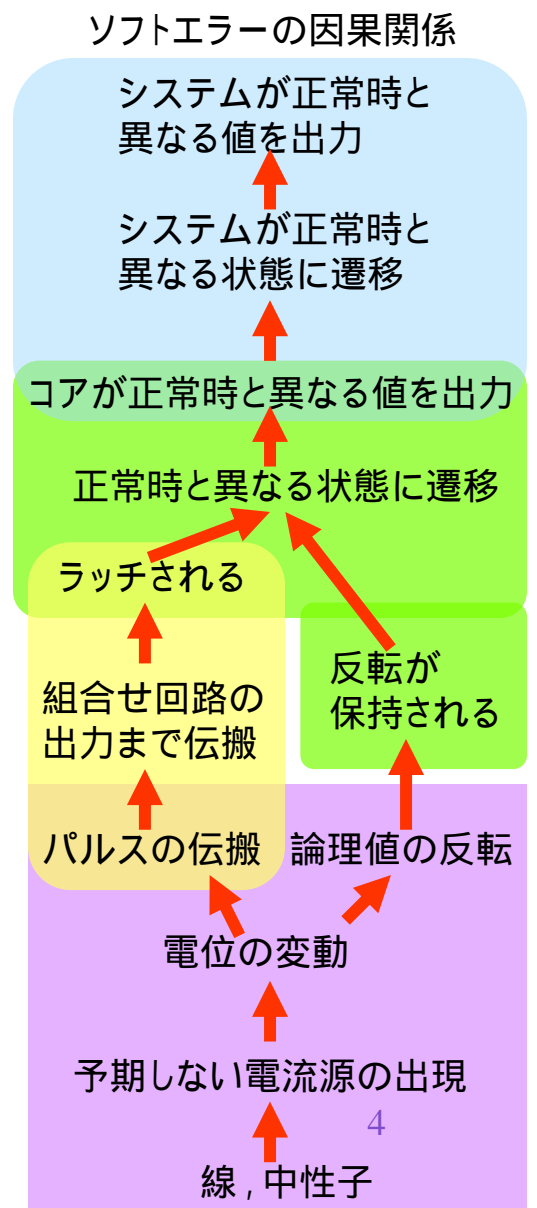 ソフトエラーの因果関係
システムが正常時と
異なる値を出力
システムが正常時と
異なる状態に遷移
コアが正常時と異なる値を出力
正常時と異なる状態に遷移
ラッチされる
反転が
保持される
組合せ回路の
出力まで伝搬
パルスの伝搬
論理値の反転
電位の変動
予期しない電流源の出現
4
線 , 中性子